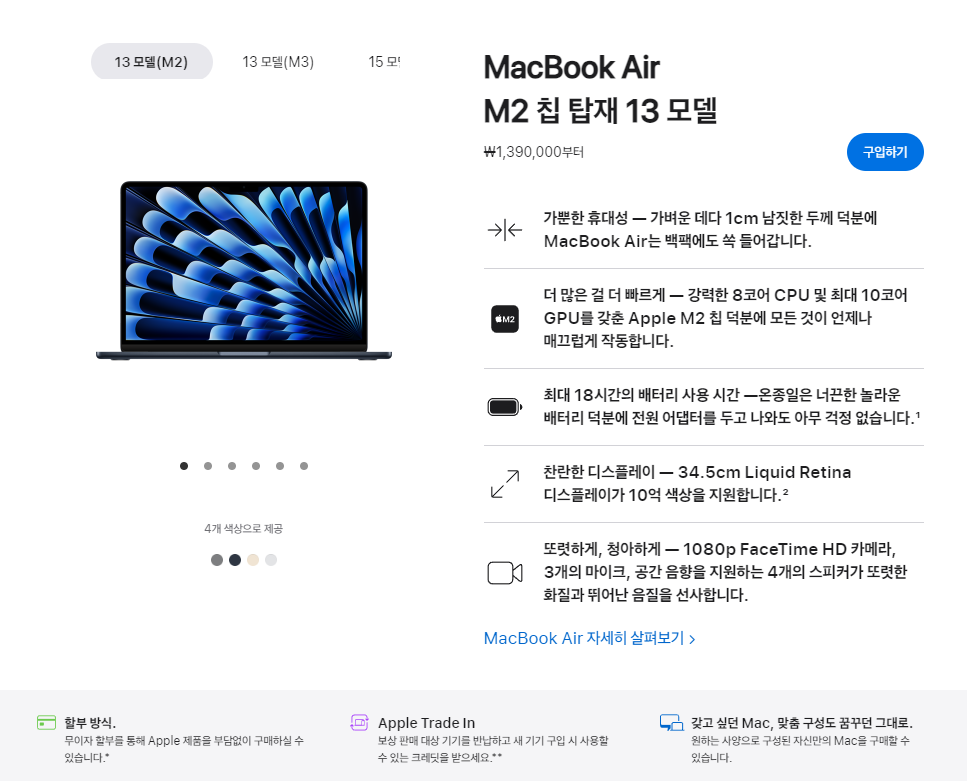 13 모델(M2)
13 모델(M3)
15 모
MacBook Air
M2 칩 탑재 13 모델
₩1,390,000부터
구입하기
가뿐한 휴대성 — 가벼운 데다 1cm 남짓한 두께 덕분에
MacBook Air는 백팩에도 쏙 들어갑니다.
M2
더 많은 걸 더 빠르게 — 강력한 8코어 CPU 및 최대 10코어
GPU를 갖춘 Apple M2 칩 덕분에 모든 것이 언제나
매끄럽게 작동합니다.
최대 18시간의 배터리 사용 시간 —온종일은 너끈한 놀라운
배터리 덕분에 전원 어댑터를 두고 나와도 아무 걱정 없습니다.¹
찬란한 디스플레이 — 34.5cm Liquid Retina
디스플레이가 10억 색상을 지원합니다.²
4개 색상으로 제공
또렷하게, 청아하게 — 1080p FaceTime HD 카메라,
3개의 마이크, 공간 음향을 지원하는 4개의 스피커가 또렷한
화질과 뛰어난 음질을 선사합니다.
MacBook Air 자세히 살펴보기 >
할부 방식.
무이자 할부를 통해 Apple 제품을 부담없이 구매하실 수
있습니다.*
Apple Trade In
보상 판매 대상 기기를 반납하고 새 기기 구입 시 사용할
수 있는 크레딧을 받으세요.**
갖고 싶던 Mac, 맞춤 구성도 꿈꾸던 그대로.
원하는 사양으로 구성된 자신만의 Mac을 구매할 수
있습니다.